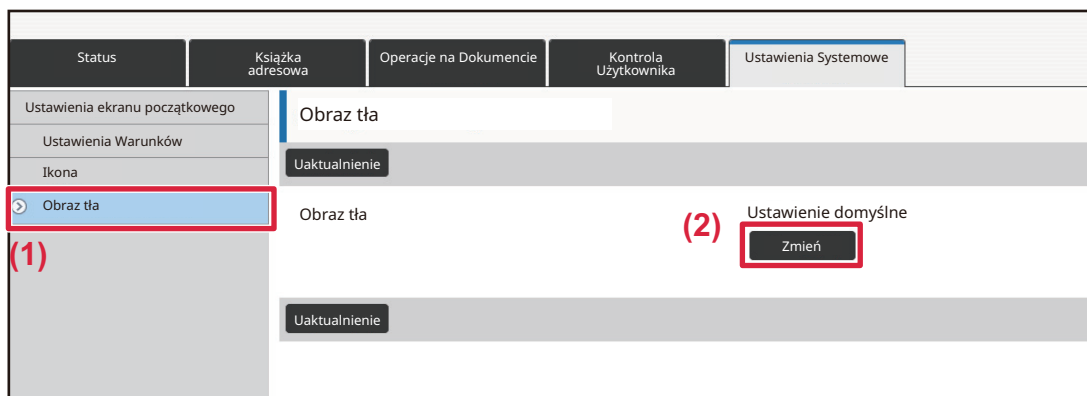 Status
Książka
adresowa
Operacje na Dokumencie
Kontrola
Użytkownika
Ustawienia Systemowe
Ustawienia ekranu początkowego
Ustawienia Warunków
Ikona
Obraz tła
(1)
Obraz tła
Uaktualnienie
Obraz tła
(2)
Ustawienie domyślne
Zmień
Uaktualnienie